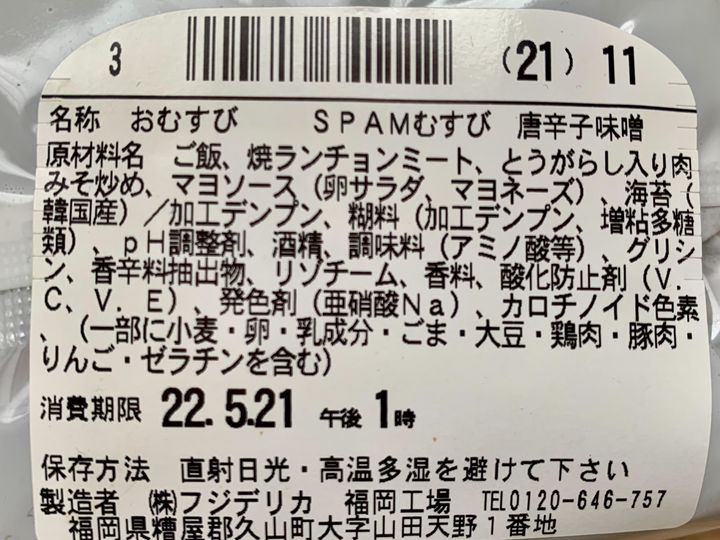 3 (21) 11
名称 おむすび SPAMむすび 唐辛子味噌
原材料名 ご飯、焼ランチョンミート、とうがらし入り肉
みそ炒め、マヨソース（卵サラダ、マヨネーズ）、海苔（
韓国産）／加工デンプン、糊料（加工デンプン、増粘多糖
類）、pH調整剤、酒精、調味料（アミノ酸等）、グリシ
ン、香辛料抽出物、リゾチーム、香料、酸化防止剤（V.
C、V.E）、発色剤（亜硝酸Na）、カロチノイド色素
、（一部に小麦・卵・乳成分・ごま・大豆・鶏肉・豚肉・
りんご・ゼラチンを含む）
消費期限 22.5.21 午後 1時
保存方法 直射日光・高温多湿を避けて下さい
製造者 ㈱フジデリカ 福岡工場 TEL0120-646-757
福岡県糟屋郡久山町大字山田天野1番地